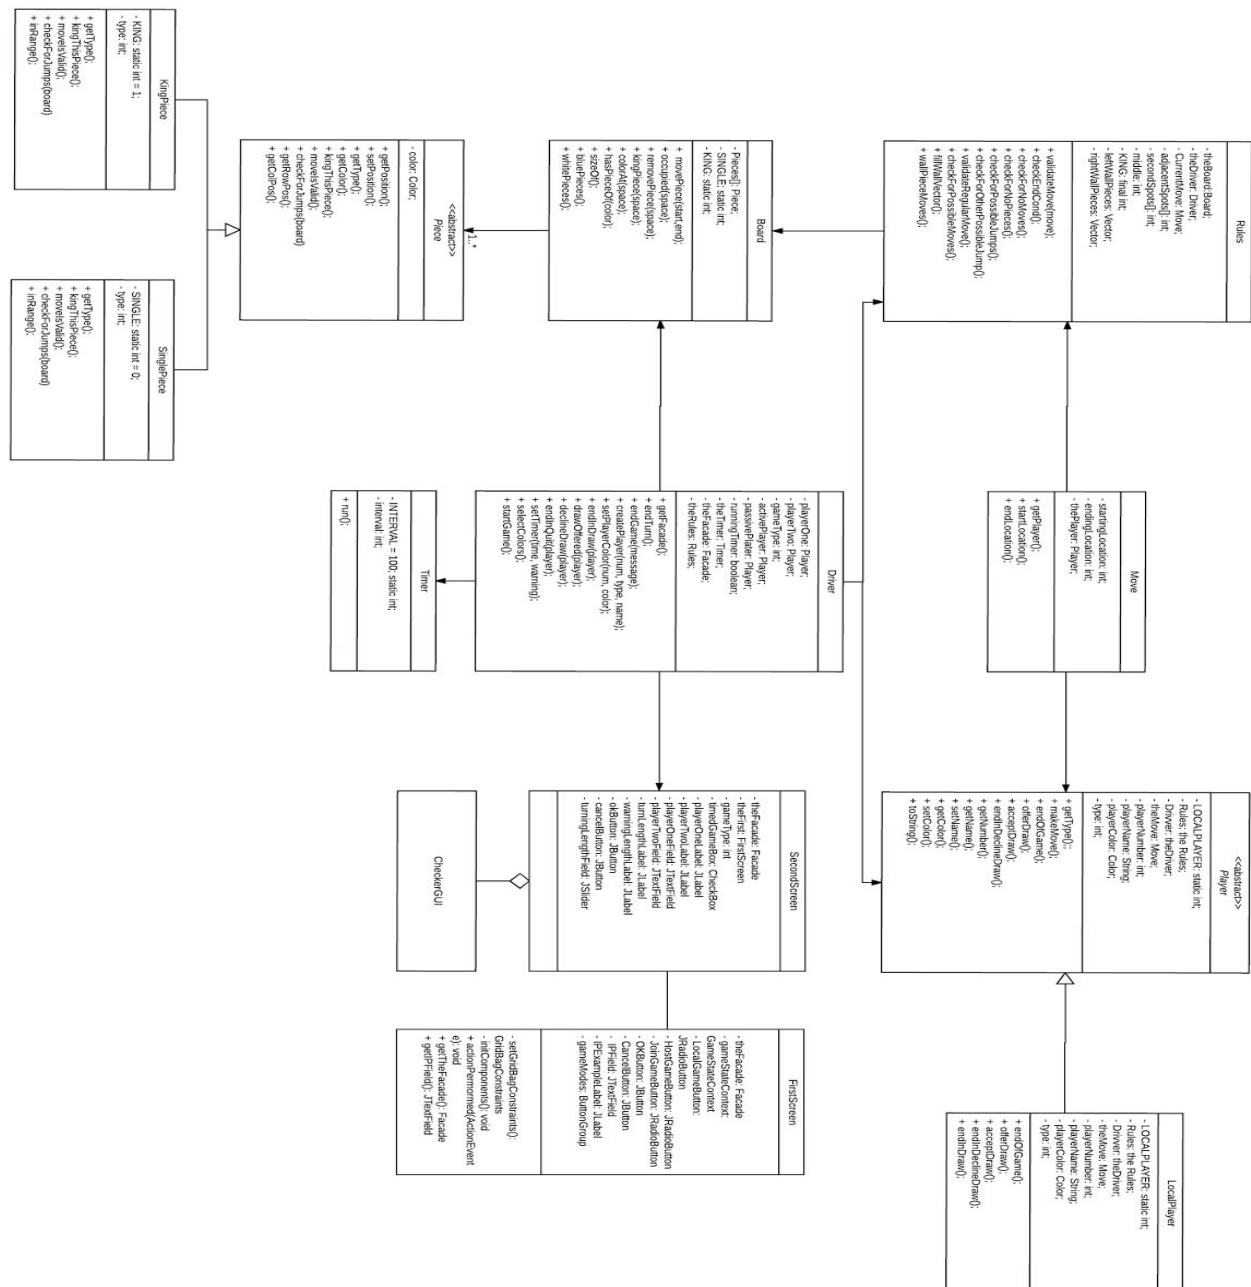 Rules
- theBoard: Board;
- theDriver: Driver;
- CurrentMove: Move;
- adjacentSpots[]: int;
- secondSpots[]: int;
- middle: int;
- KING: final int;
- leftWallPieces: Vector;
- rightWallPieces: Vector;
+ validateMove(move);
+ checkEndCond();
+ checkForNoMoves();
+ checkForNoPieces();
+ checkForPossibleJumps();
+ checkForOtherPossibleJump();
+ validateRegularMove();
+ checkForPossibleMoves();
+ fillWallVector();
+ wallPieceMoves();
Move
- startingLocation: int;
- endingLocation: int;
- thePlayer: Player;
+ getPlayer();
+ startLocation();
+ endLocation();
<<abstract>>
Player
- LOCALPLAYER: static int;
- Rules: the Rules;
- Drivver: theDriver;
- theMove: Move;
- playerNumber: int;
- playerName: String;
- playerColor: Color;
- type: int;
+ getType();;
+ makeMove();
+ endOfGame();
+ offerDraw();
+ acceptDraw();
+ endInDeclineDraw();
+ getNumber();
+ getName();
+ setName();
+ getColor();
+ setColor();
+ toString();
LocalPlayer
- LOCALPLAYER: static int;
- Rules: the Rules;
- Drivver: theDriver;
- theMove: Move;
- playerNumber: int;
- playerName: String;
- playerColor: Color;
- type: int;
+ endOfGame();
+ offerDraw();
+ acceptDraw();
+ endInDeclineDraw();
+ endInDraw();
Board
- Pieces[]: Piece;
- SINGLE: static int;
- KING: static int;
+ movePiece(start,end);
+ occupied(space);
+ removePiece(space);
+ kingPiece(space);
+ colorAt(space);
+ hasPieceOf(color);
+ sizeOf();
+ bluePieces();
+ whitePieces();
Driver
- playerOne: Player;
- playerTwo: Player;
- gameType: int;
- activePlayer: Player;
- passivePlater: Player;
- runningTimer: boolean;
- theTimer: Timer;
- theFacade: Facade;
- theRules: Rules;
+ getFacade();
+ endTurn();
+ endGame(message);
+ createPlayer(num, type, name);
+ setPlayerColor(num, color);
+ endInDraw(player);
+ drawOffered(player);
+ declineDraw(player);
+ endInQuit(player);
+ setTimer(time, warning);
+ selectColors();
+ startGame();
SecondScreen
- theFacade: Facade
- theFirst: FirstScreen
- gameType: int
- timedGameBox: CheckBox
- playerOneLabel: JLabel
- playerTwoLabel: JLabel
- playerOneField: JTextField
- playerTwoField: JTextField
- turnLengthLabel: JLabel
- warningLengthLabel: JLabel
- okButton: JButton
- cancelButton: JButton
- turningLengthField: JSlider
FirstScreen
- theFacade: Facade
- gameStateContext:
GameStateContext
- LocalGameButton:
JRadioButton
- HostGameButton: JRadioButton
- JoinGameButton: JRadioButton
- OKButton: JButton
- CancelButton: JButton
- IPField: JTextField
- IPExampleLabel: JLabel
- gameModes: ButtonGroup
- setGridBagConstraints():
GridBagConstraints
- initComponents(): void
+ actionPermormed(ActionEvent
e): void
+ getTheFacade(): Facade
+ getIPField(): JTextField
1..*
<<abstract>>
Piece
- color: Color;
+ getPosition();
+ setPosition();
+ getType();
+ getColor();
+ kingThisPiece();
+ moveIsValid();
+ checkForJumps(board)
+ getRowPos();
+ getColPos();
Timer
- INTERVAL = 100; static int;
- interval: int;
+ run();
CheckerGUI
KingPiece
- KING: static int = 1;
- type: int;
+ getType();
+ kingThisPiece();
+ moveIsValid();
+ checkForJumps(board)
+ inRange();
SinglePiece
- SINGLE: static int = 0;
- type: int;
+ getType();
+ kingThisPiece();
+ moveIsValid();
+ checkForJumps(board)
+ inRange();